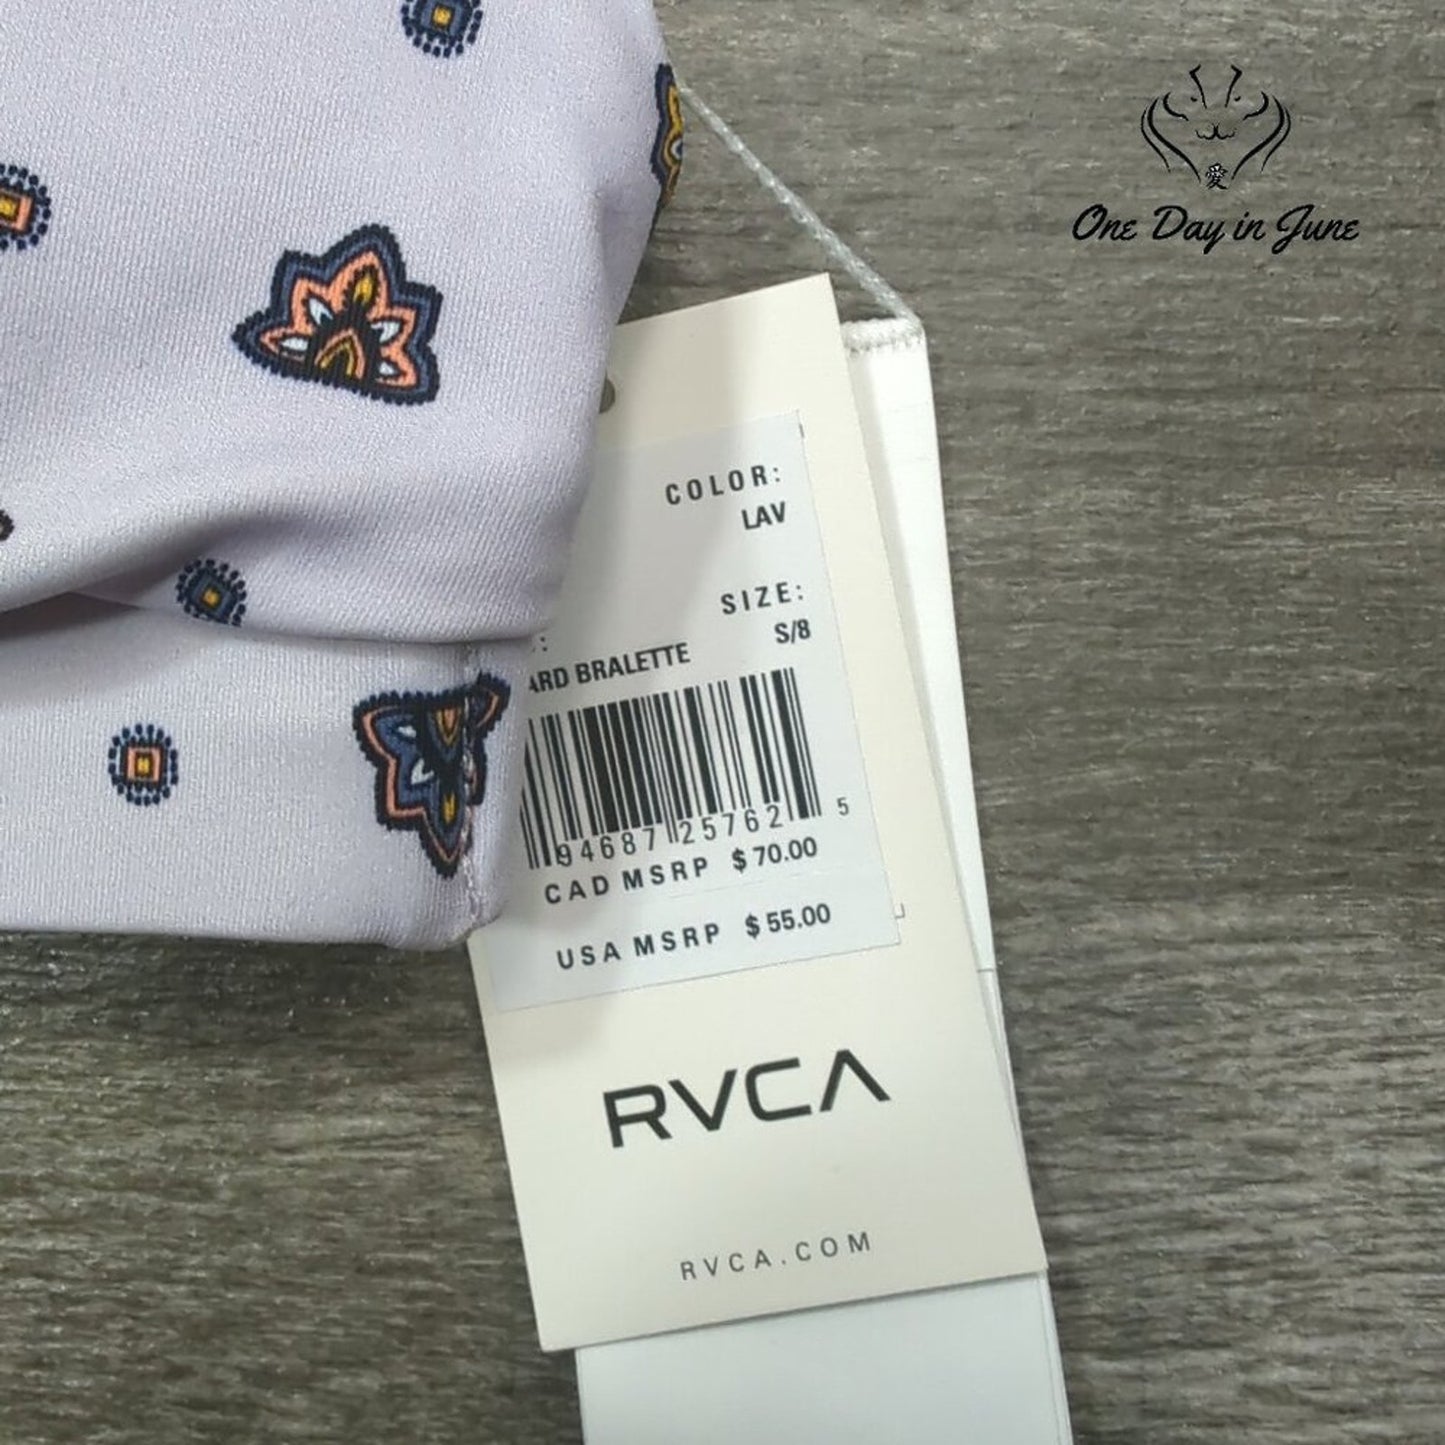 愛
One Day in June
COLOR:
LAV
SIZE:
S/8
ARD BRALETTE
94687 25762 5
CAD MSRP $70.00
USA MSRP $55.00
RVCA
RVCA.COM